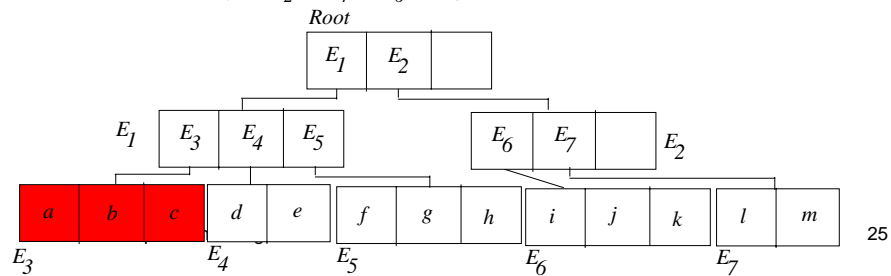 Root
E1 E2
E1 E3 E4 E5 E6 E7 E2
a b c d e f g h i j k l m 25
E3 E4 E5 E6 E7